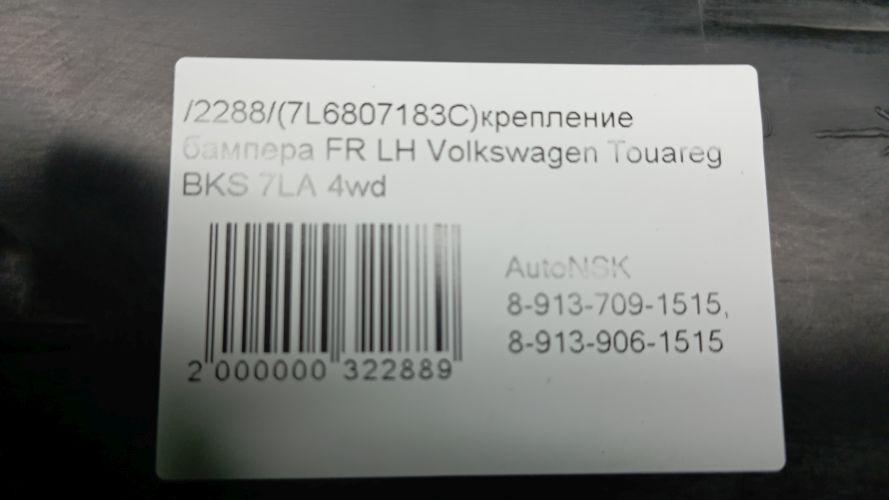 /2288/(7L6807183C)крепление
бампера FR LH Volkswagen Touareg
BKS 7LA 4wd
AutoNSK
8-913-709-1515,
8-913-906-1515
2 000000 322889